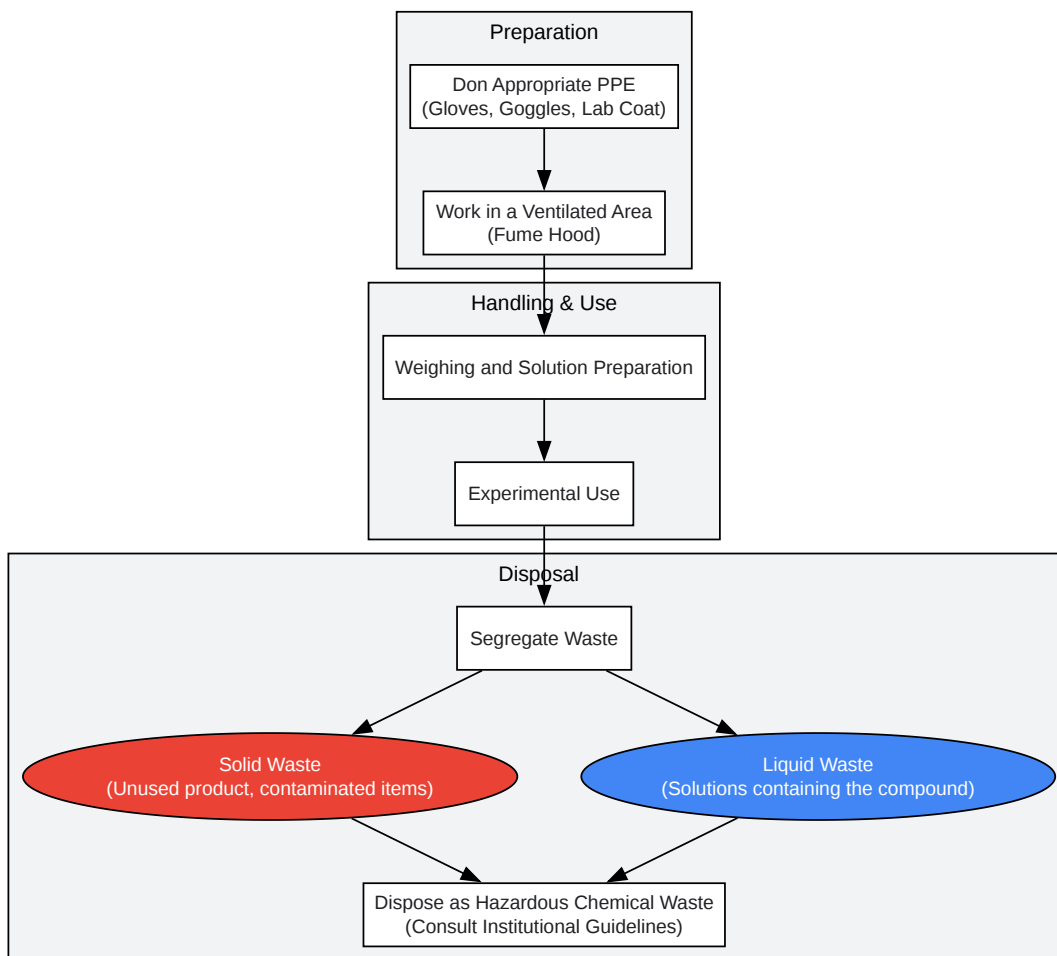 Preparation
Don Appropriate PPE
(Gloves, Goggles, Lab Coat)
Work in a Ventilated Area
(Fume Hood)
Handling & Use
Weighing and Solution Preparation
Experimental Use
Disposal
Segregate Waste
Solid Waste
(Unused product, contaminated items)
Liquid Waste
(Solutions containing the compound)
Dispose as Hazardous Chemical Waste
(Consult Institutional Guidelines)